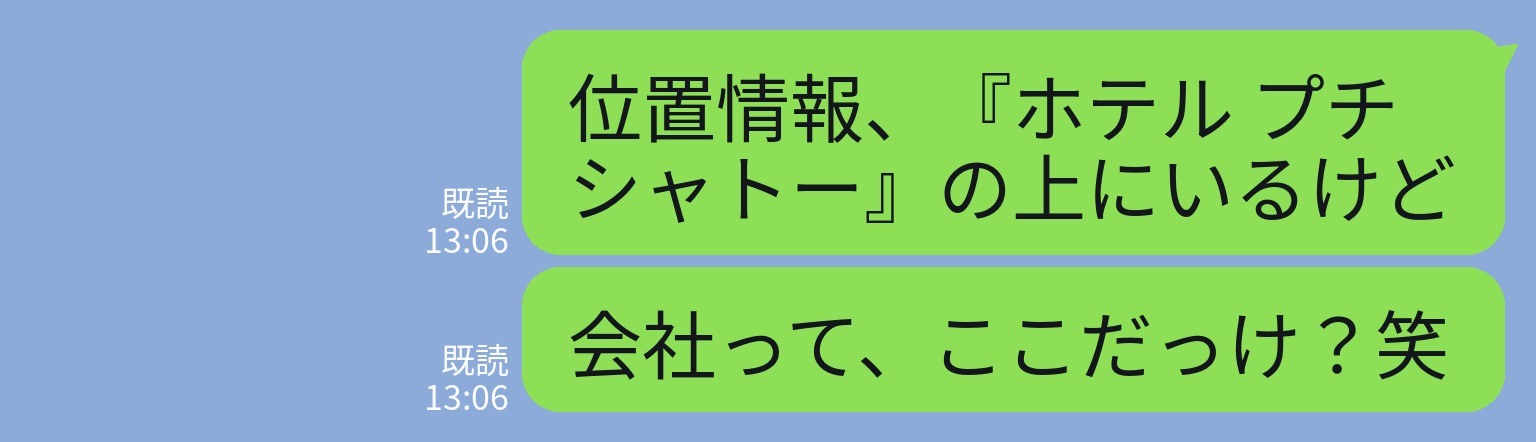 位置情報、『ホテル プチ
シャトー』の上にいるけど
既読
13:06
会社って、ここだっけ？笑
既読
13:06